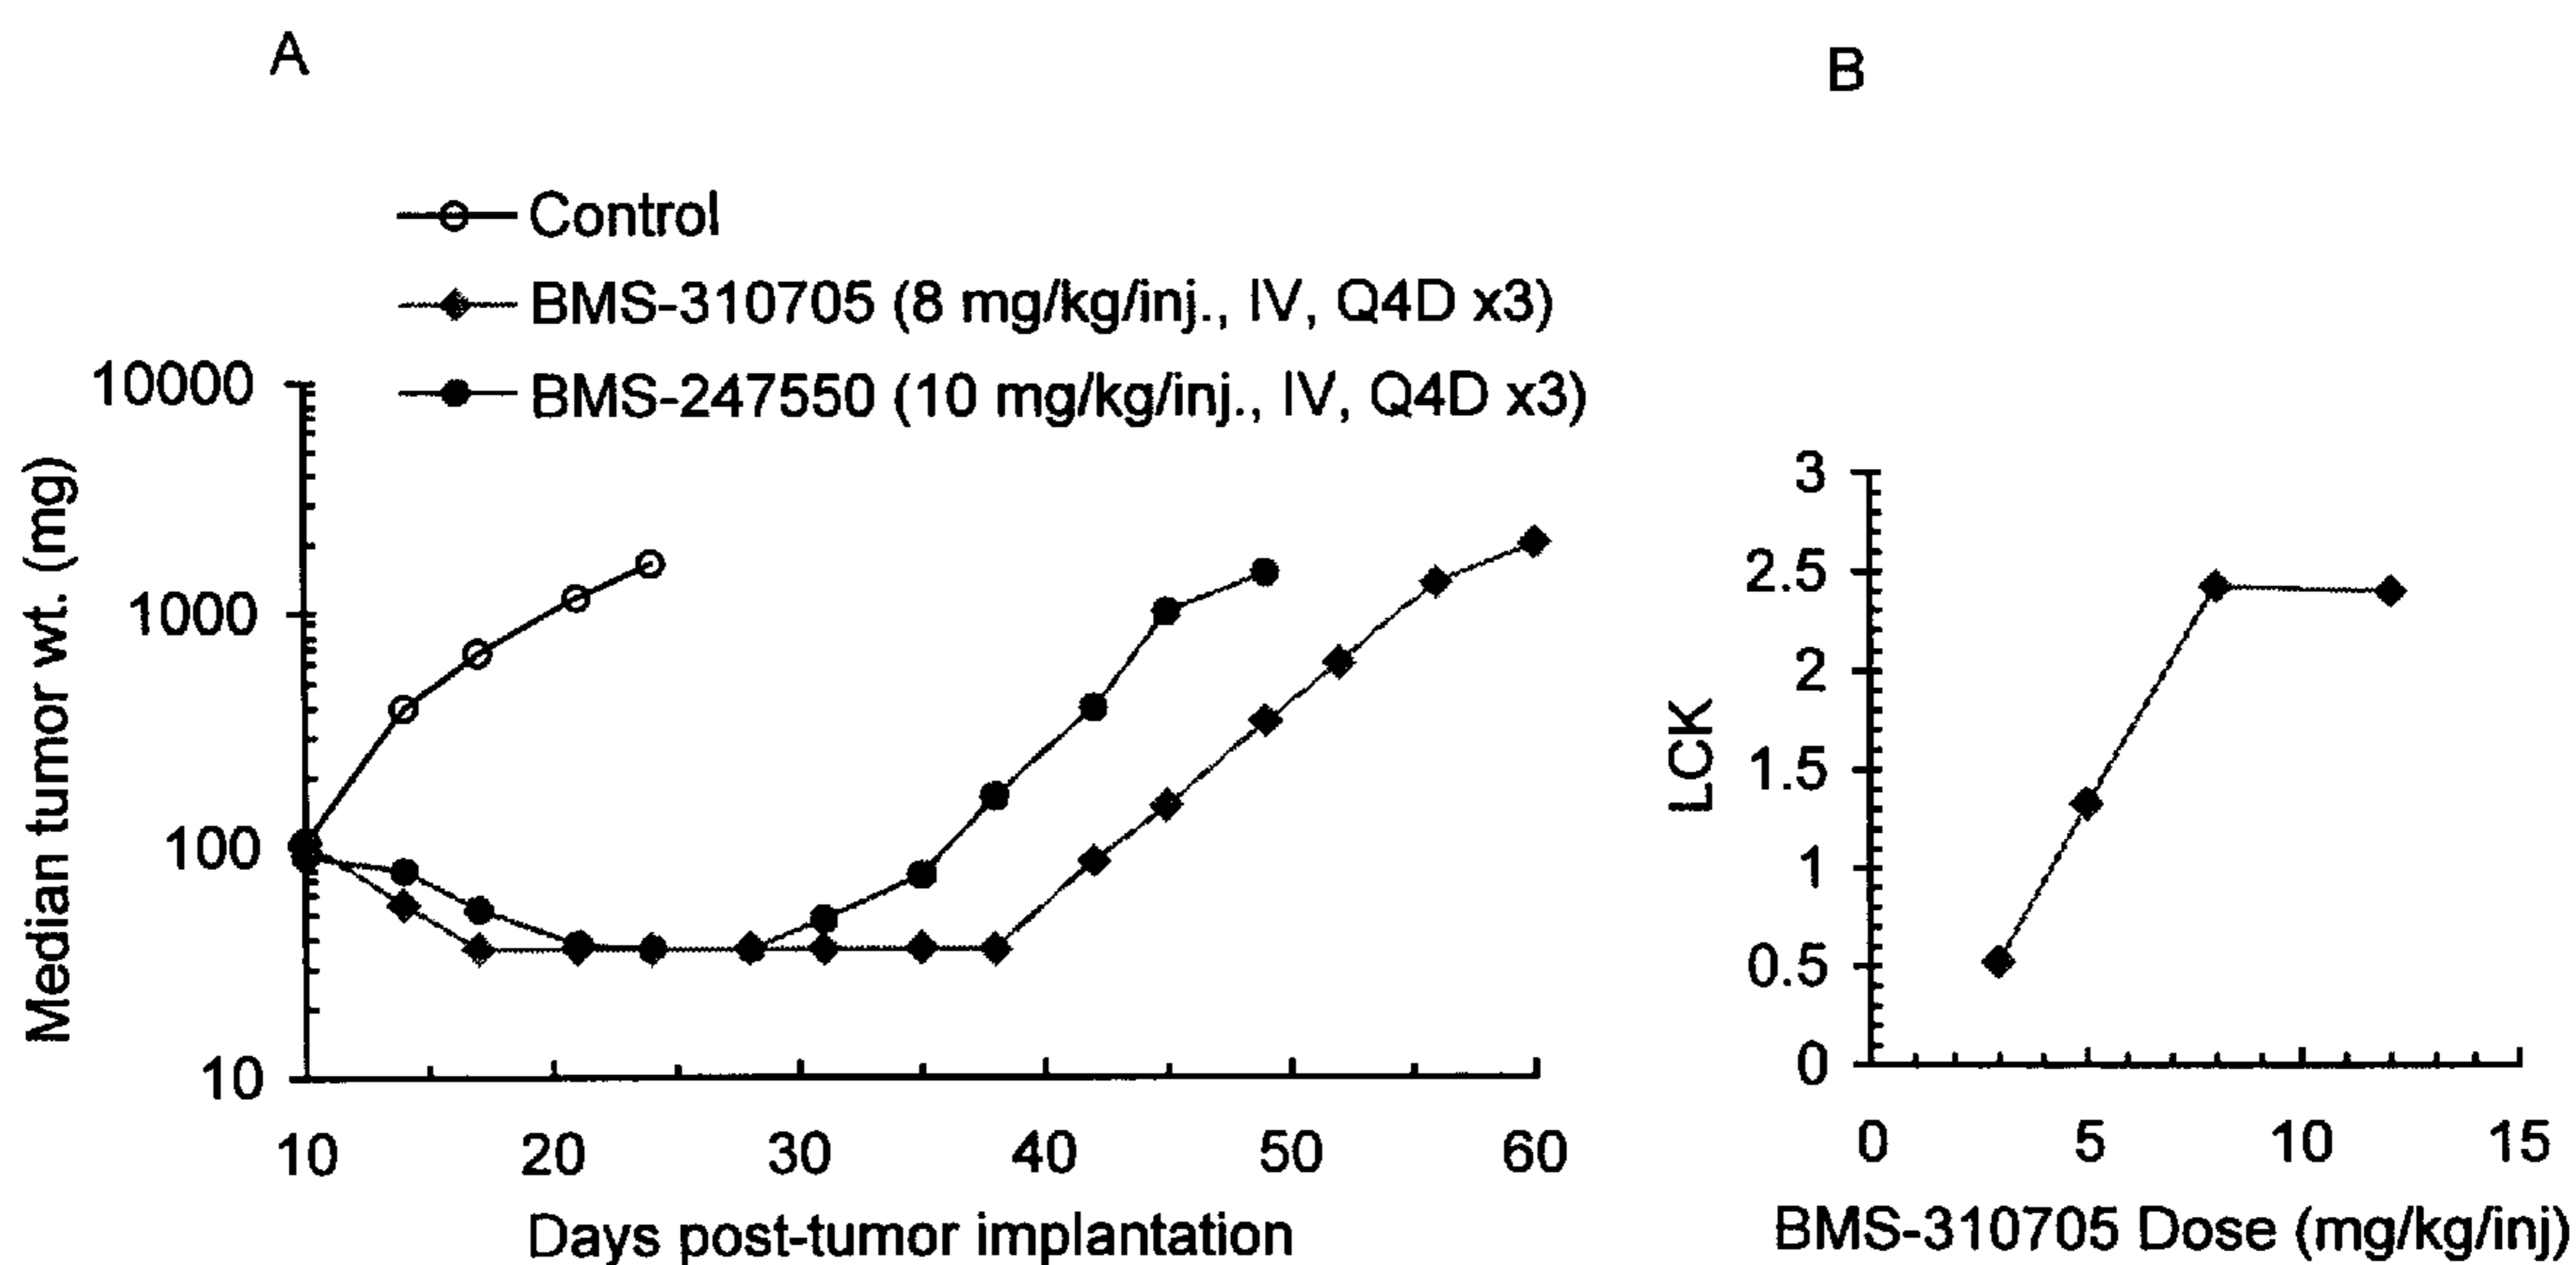 A
B
Control
BMS-310705 (8 mg/kg/inj., IV, Q4D x3)
BMS-247550 (10 mg/kg/inj., IV, Q4D x3)
10000
1000
100
10
Median tumor wt. (mg)
10 20 30 40 50 60
Days post-tumor implantation
3
2.5
2
1.5
1
0.5
0
LCK
0 5 10 15
BMS-310705 Dose (mg/kg/inj)